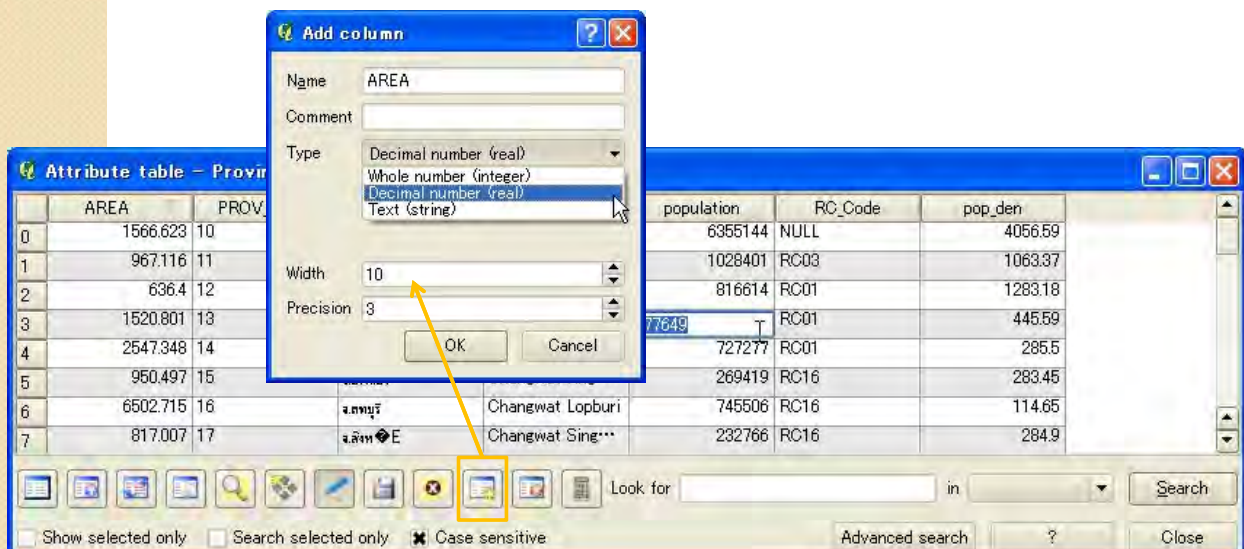 Add column
Name AREA
Comment
Type Decimal number (real)
Whole number (integer)
Decimal number (real)
Text (string)
Width 10
Precision 3
OK Cancel
Attribute table - Provin
AREA PROV_ population RC_Code pop_den
0 1566.623 10 6355144 NULL 4056.59
1 967.116 11 1028401 RC03 1063.37
2 636.4 12 816614 RC01 1283.18
3 1520.801 13 77649 RC01 445.59
4 2547.348 14 727277 RC01 285.5
5 950.497 15 269419 RC16 283.45
6 6502.715 16 จ.ลพบุรี Changwat Lopburi 745506 RC16 114.65
7 817.007 17 Changwat Sing… 232766 RC16 284.9
Look for in Search
Show selected only Search selected only Case sensitive Advanced search ? Close